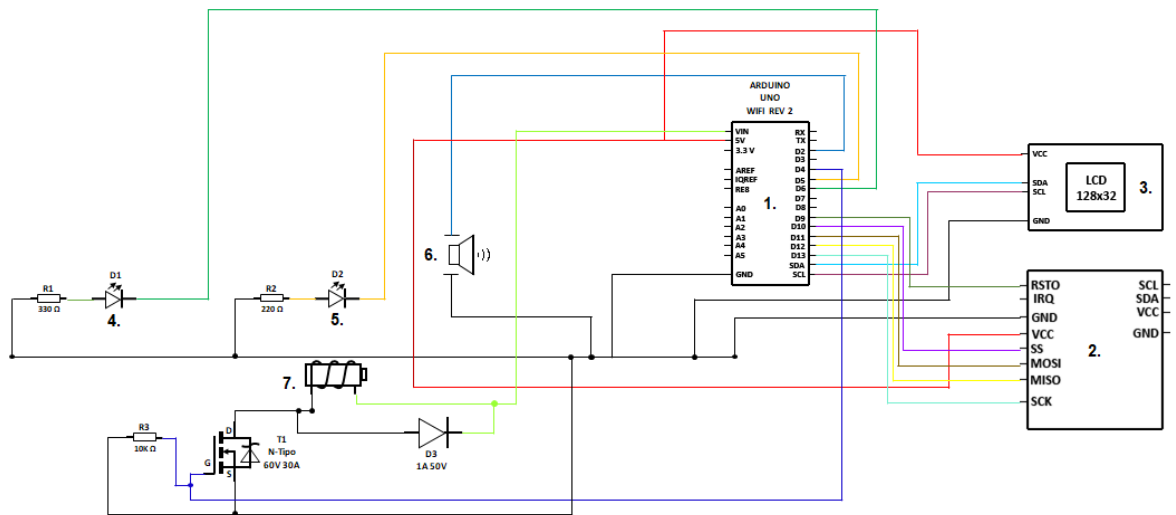 ARDUINO
UNO
WIFI REV 2
VIN
5V
3.3 V
AREF
IQREF
RE8
A0
A1
A2
A3
A4
A5
GND
RX
TX
D2
D3
D4
D5
D6
D7
D8
D9
D10
D11
D12
D13
SDA
SCL
1.
VCC
SDA
SCL
GND
LCD
128x32
3.
RSTO
IRQ
GND
VCC
SS
MOSI
MISO
SCK
SCL
SDA
VCC
GND
2.
6.
R1
330 Ω
D1
4.
R2
220 Ω
D2
5.
7.
R3
10K Ω
D
G
S
T1
N-Tipo
60V 30A
D3
1A 50V